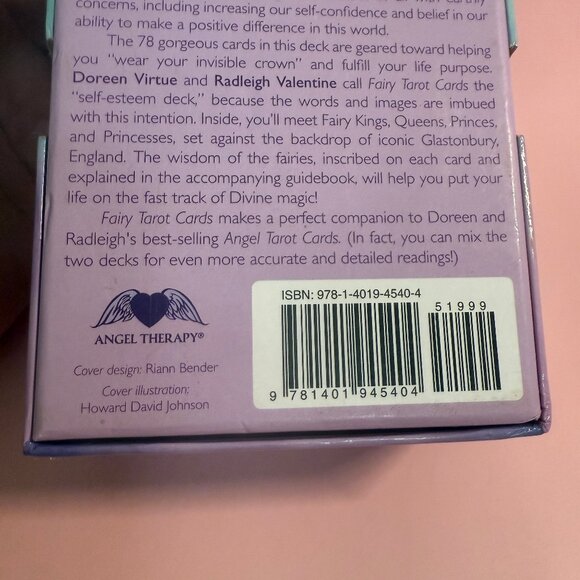 concerns, including increasing our self-confidence and belief in our
ability to make a positive difference in this world.
The 78 gorgeous cards in this deck are geared toward helping
you "wear your invisible crown" and fulfill your life purpose.
Doreen Virtue and Radleigh Valentine call Fairy Tarot Cards the
"self-esteem deck," because the words and images are imbued
with this intention. Inside, you'll meet Fairy Kings, Queens, Princes,
and Princesses, set against the backdrop of iconic Glastonbury,
England. The wisdom of the fairies, inscribed on each card and
explained in the accompanying guidebook, will help you put your
life on the fast track of Divine magic!
Fairy Tarot Cards makes a perfect companion to Doreen and
Radleigh's best-selling Angel Tarot Cards. (In fact, you can mix the
two decks for even more accurate and detailed readings!)
ANGEL THERAPY®
Cover design: Riann Bender
Cover illustration:
Howard David Johnson
ISBN: 978-1-4019-4540-4
51999
9 781401 945404